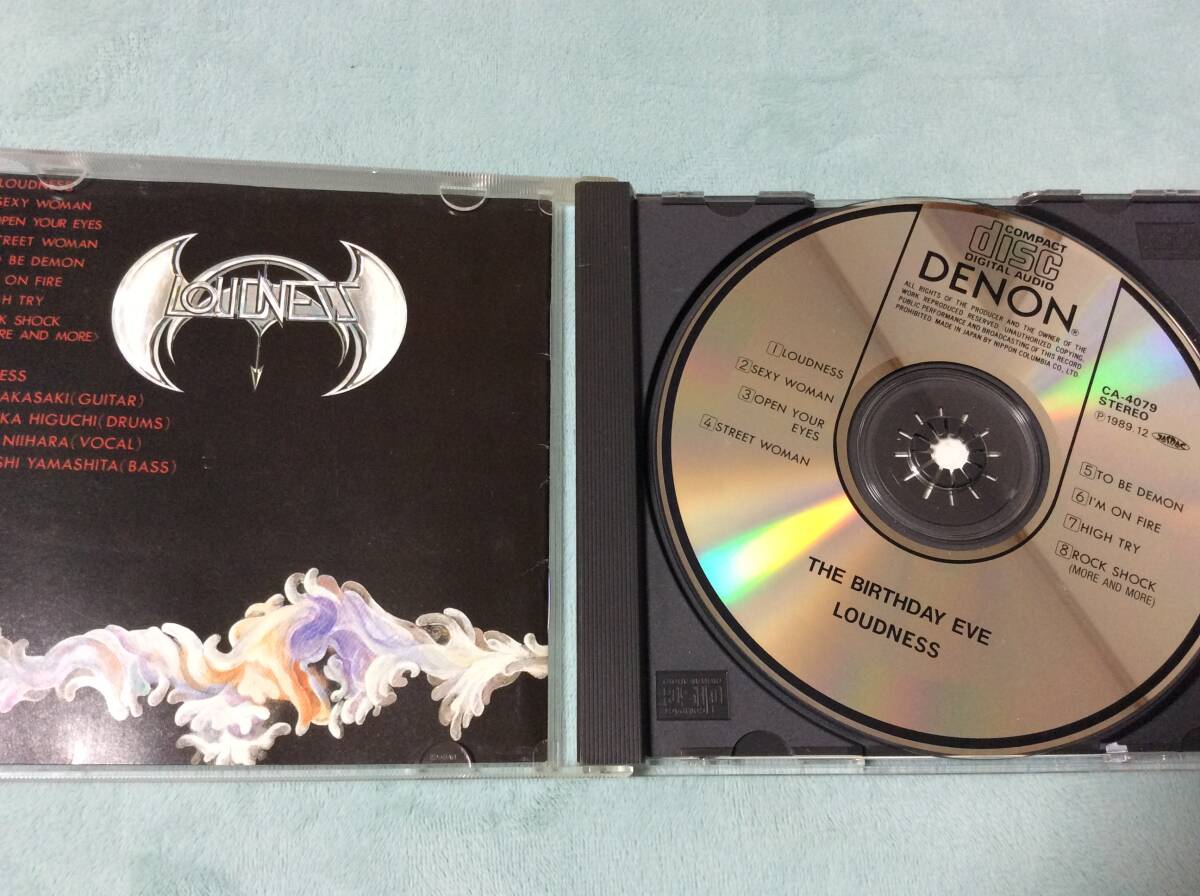 LOUDNESS
SEXY WOMAN
OPEN YOUR EYES
STREET WOMAN
TO BE DEMON
ON FIRE
HIGH TRY
ROCK SHOCK
AND MORE>
LOUDNESS
(GUITAR)
HIGUCHI(DRUMS)
NIIHARA(VOCAL)
YAMASHITA(BASS)
LOUDNESS
COMPACT
disc
DIGITAL AUDIO
DENON®
ALL RIGHTS OF THE PRODUCER AND THE OWNER OF THE
WORK REPRODUCED RESERVED. UNAUTHORIZED COPYING,
PUBLIC PERFORMANCE AND BROADCASTING OF THIS RECORD
PROHIBITED. MADE IN JAPAN BY NIPPON COLUMBIA CO., LTD.
1 LOUDNESS
2 SEXY WOMAN
3 OPEN YOUR
EYES
4 STREET WOMAN
CA-4079
STEREO
Ⓟ1989.12
5 TO BE DEMON
6 I'M ON FIRE
7 HIGH TRY
8 ROCK SHOCK
(MORE AND MORE)
THE BIRTHDAY EVE
LOUDNESS